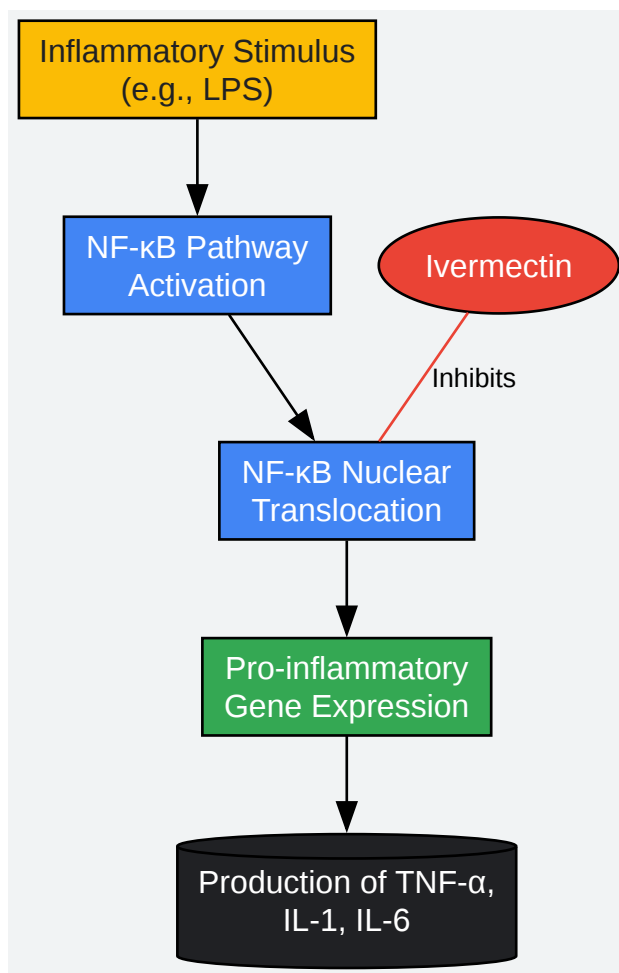 Inflammatory Stimulus
(e.g., LPS)
NF-κB Pathway
Activation
Ivermectin
Inhibits
NF-κB Nuclear
Translocation
Pro-inflammatory
Gene Expression
Production of TNF-α,
IL-1, IL-6